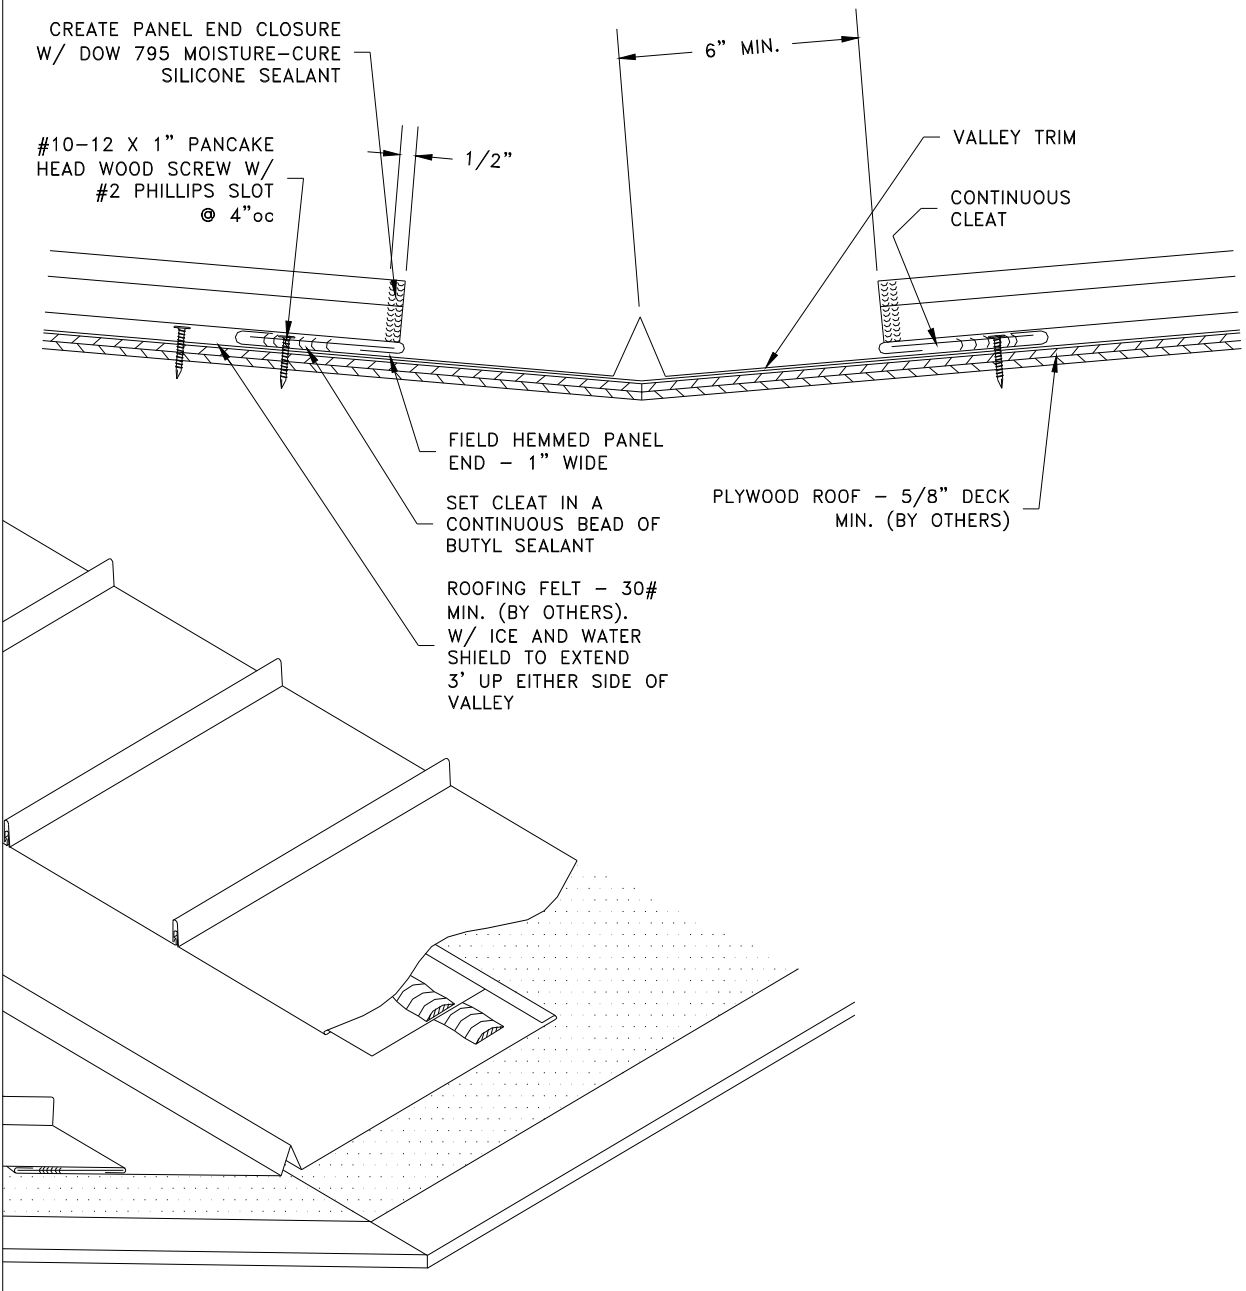 CREATE PANEL END CLOSURE
W/ DOW 795 MOISTURE-CURE
SILICONE SEALANT
6" MIN.
#10-12 X 1" PANCAKE
HEAD WOOD SCREW W/
#2 PHILLIPS SLOT
@ 4"oc
1/2"
VALLEY TRIM
CONTINUOUS
CLEAT
FIELD HEMMED PANEL
END - 1" WIDE
SET CLEAT IN A
CONTINUOUS BEAD OF
BUTYL SEALANT
PLYWOOD ROOF - 5/8" DECK
MIN. (BY OTHERS)
ROOFING FELT - 30#
MIN. (BY OTHERS).
W/ ICE AND WATER
SHIELD TO EXTEND
3' UP EITHER SIDE OF
VALLEY